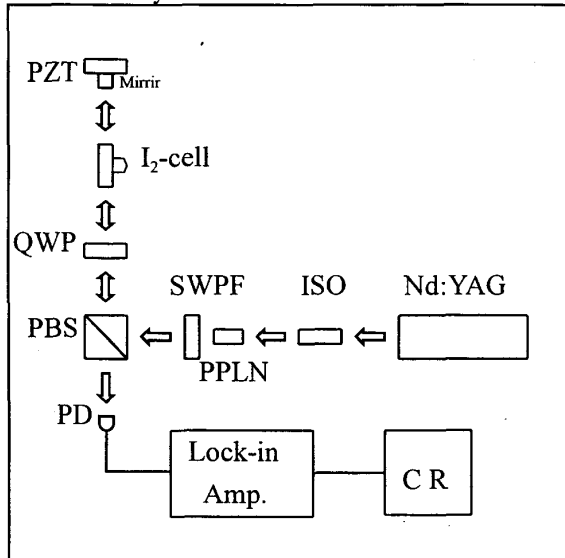 PZT
Mirrir
I₂-cell
QWP
SWPF ISO Nd:YAG
PBS
PPLN
PD
Lock-in
Amp.
C R